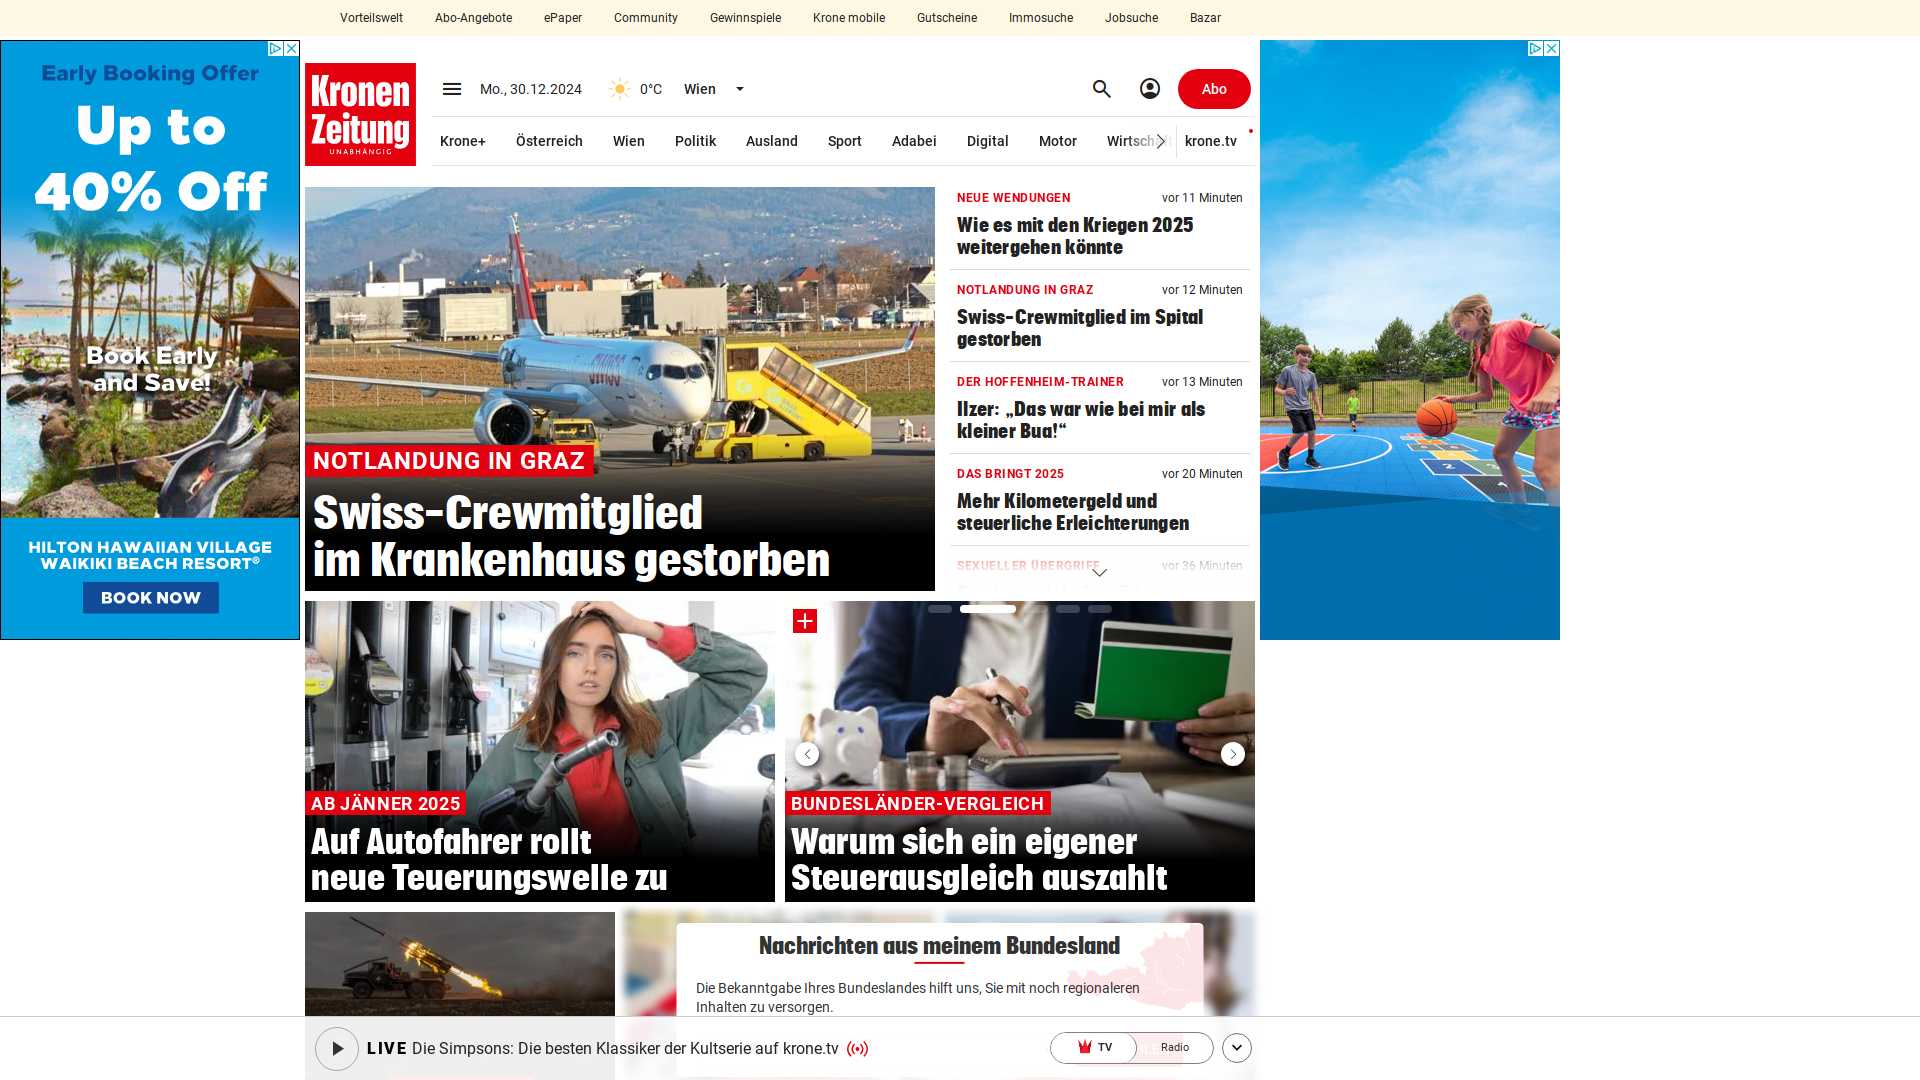 Vorteilswelt
Abo-Angebote
ePaper
Community
Gewinnspiele
Krone mobile
Gutscheine
Immosuche
Jobsuche
Bazar
Early Booking Offer
Up to
40% Off
Book Early
and Save!
HILTON HAWAIIAN VILLAGE
WAIKIKI BEACH RESORT®
BOOK NOW
Kronen
Zeitung
UNABHÄNGIG
Mo., 30.12.2024
0°C
Wien
Abo
Krone+
Österreich
Wien
Politik
Ausland
Sport
Adabei
Digital
Motor
Wirtschaft
krone.tv
NOTLANDUNG IN GRAZ
Swiss-Crewmitglied
im Krankenhaus gestorben
NEUE WENDUNGEN
vor 11 Minuten
Wie es mit den Kriegen 2025
weitergehen könnte
NOTLANDUNG IN GRAZ
vor 12 Minuten
Swiss-Crewmitglied im Spital
gestorben
DER HOFFENHEIM-TRAINER
vor 13 Minuten
Ilzer: „Das war wie bei mir als
kleiner Bua!“
DAS BRINGT 2025
vor 20 Minuten
Mehr Kilometergeld und
steuerliche Erleichterungen
SEXUELLER ÜBERGRIFF
vor 36 Minuten
AB JÄNNER 2025
Auf Autofahrer rollt
neue Teuerungswelle zu
BUNDESLÄNDER-VERGLEICH
Warum sich ein eigener
Steuerausgleich auszahlt
Nachrichten aus meinem Bundesland
Die Bekanntgabe Ihres Bundeslandes hilft uns, Sie mit noch regionaleren
Inhalten zu versorgen.
LIVE Die Simpsons: Die besten Klassiker der Kultserie auf krone.tv
TV
Radio